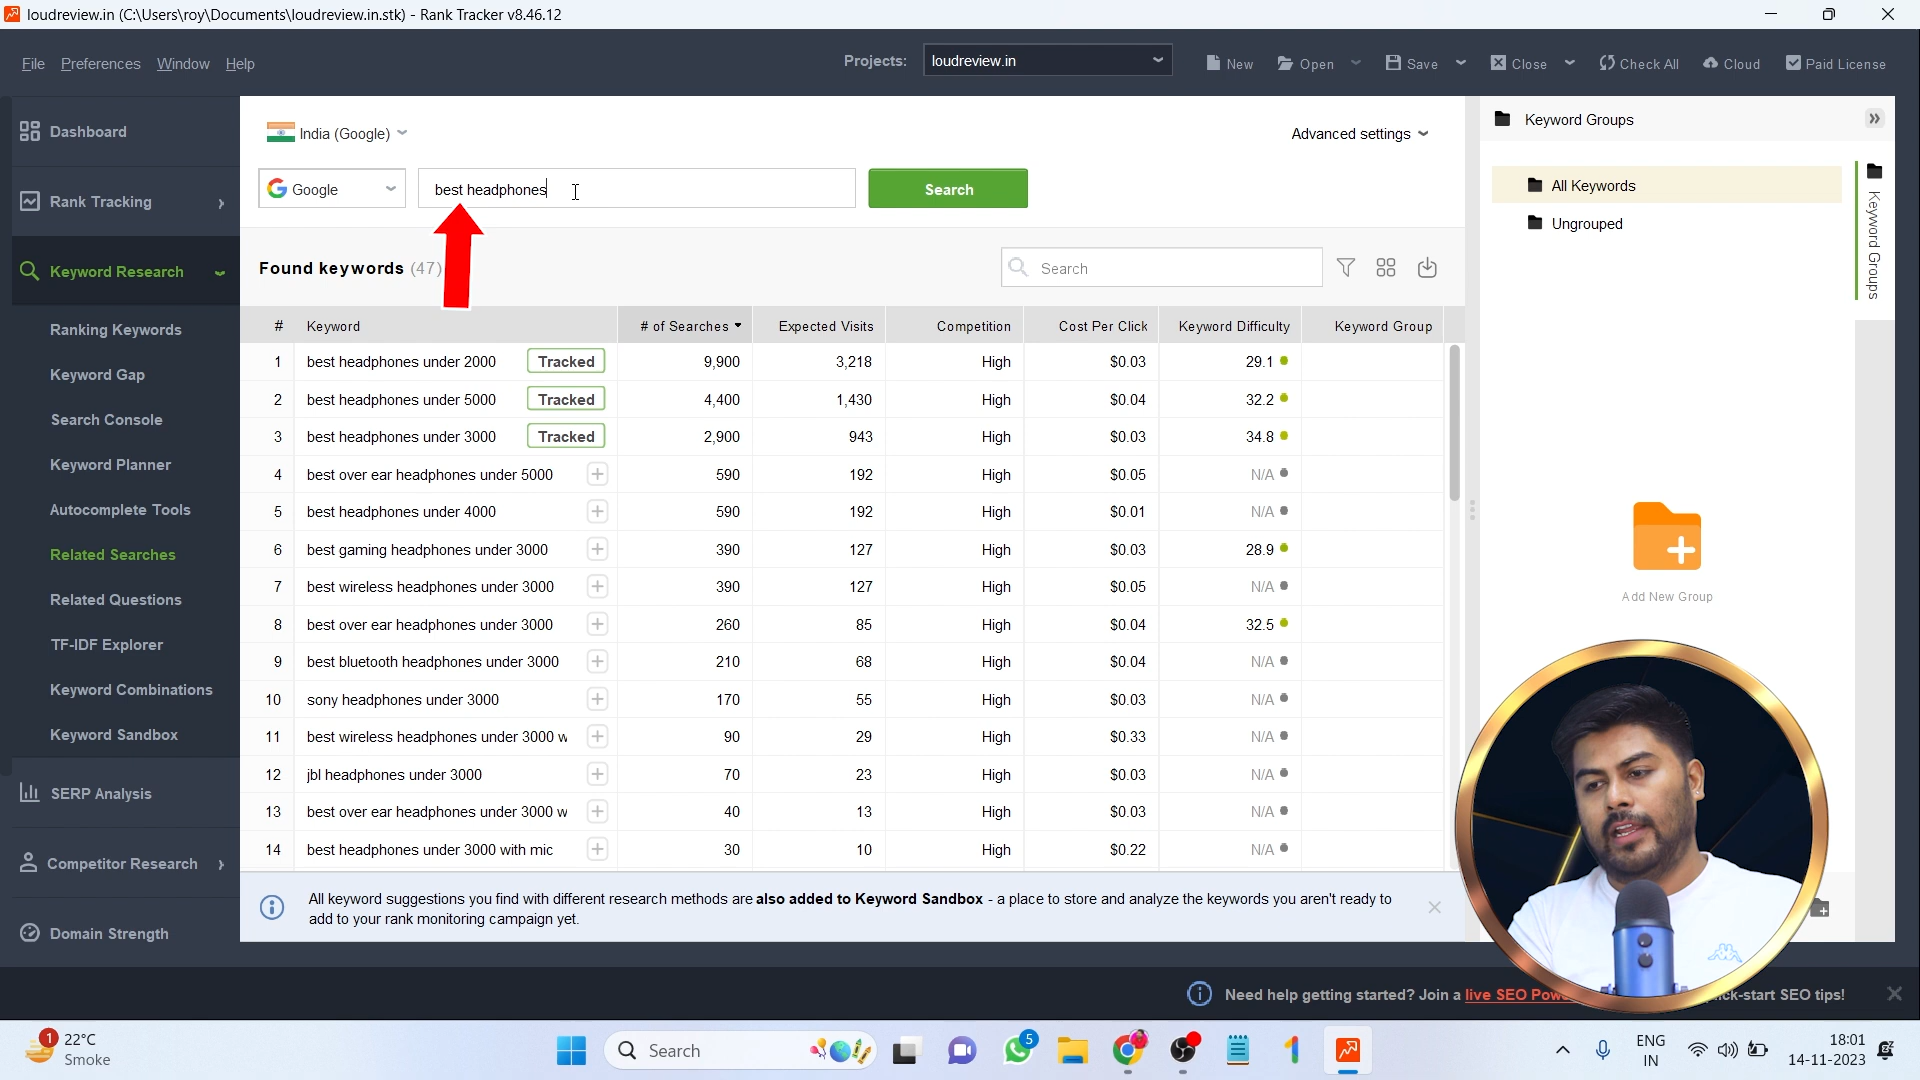 loudreview.in (C:\Users\roy\Documents\loudreview.in.stk) - Rank Tracker v8.46.12
File Preferences Window Help
Projects: loudreview.in
New Open Save Close Check All Cloud Paid License
Dashboard
Rank Tracking
Keyword Research
Ranking Keywords
Keyword Gap
Search Console
Keyword Planner
Autocomplete Tools
Related Searches
Related Questions
TF-IDF Explorer
Keyword Combinations
Keyword Sandbox
SERP Analysis
Competitor Research
Domain Strength
India (Google)
Advanced settings
Google best headphones Search
Found keywords (47) Search
# Keyword # of Searches Expected Visits Competition Cost Per Click Keyword Difficulty Keyword Group
1 best headphones under 2000 Tracked 9,900 3,218 High $0.03 29.1
2 best headphones under 5000 Tracked 4,400 1,430 High $0.04 32.2
3 best headphones under 3000 Tracked 2,900 943 High $0.03 34.8
4 best over ear headphones under 5000 590 192 High $0.05 N/A
5 best headphones under 4000 590 192 High $0.01 N/A
6 best gaming headphones under 3000 390 127 High $0.03 28.9
7 best wireless headphones under 3000 390 127 High $0.05 N/A
8 best over ear headphones under 3000 260 85 High $0.04 32.5
9 best bluetooth headphones under 3000 210 68 High $0.04 N/A
10 sony headphones under 3000 170 55 High $0.03 N/A
11 best wireless headphones under 3000 w 90 29 High $0.33 N/A
12 jbl headphones under 3000 70 23 High $0.03 N/A
13 best over ear headphones under 3000 w 40 13 High $0.03 N/A
14 best headphones under 3000 with mic 30 10 High $0.22 N/A
All keyword suggestions you find with different research methods are also added to Keyword Sandbox - a place to store and analyze the keywords you aren't ready to
add to your rank monitoring campaign yet.
Keyword Groups
All Keywords
Ungrouped
Keyword Groups
Add New Group
Kappa
Need help getting started? Join a live SEO ck-start SEO tips!
1
22°C
Smoke
Search
5
ENG
IN
18:01
14-11-2023